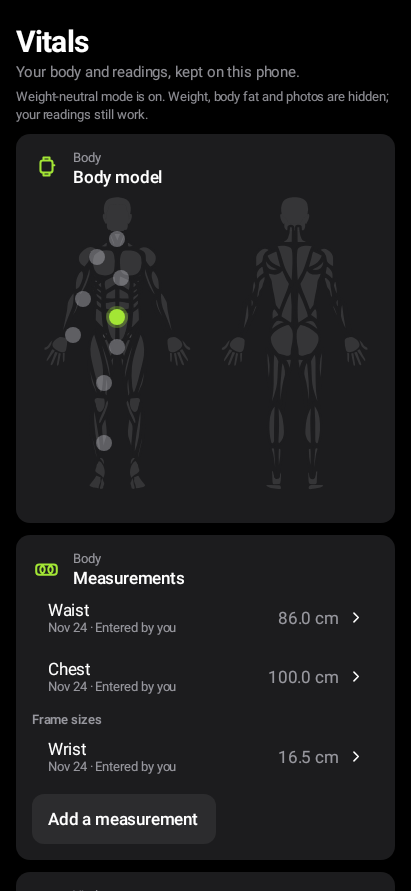 Vitals
Your body and readings, kept on this phone.
Weight-neutral mode is on. Weight, body fat and photos are hidden;
your readings still work.
Body
Body model
Body
Measurements
Waist
86.0 cm
Nov 24 · Entered by you
Chest
100.0 cm
Nov 24 · Entered by you
Frame sizes
Wrist
16.5 cm
Nov 24 · Entered by you
Add a measurement